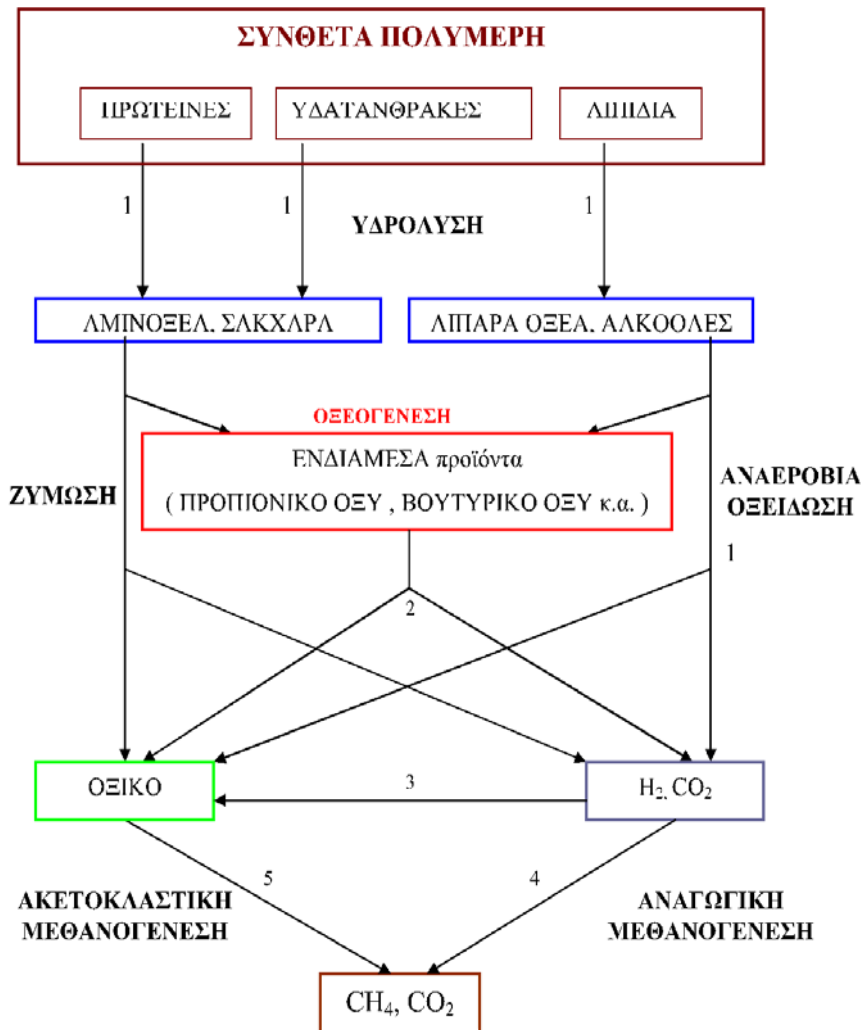 ΣΥΝΘΕΤΑ ΠΟΛΥΜΕΡΗ
ΠΡΩΤΕΙΝΕΣ
ΥΔΑΤΑΝΘΡΑΚΕΣ
ΛΙΠΙΔΙΑ
1
1
1
ΥΔΡΟΛΥΣΗ
ΑΜΙΝΟΞΕΑ, ΣΑΚΧΑΡΑ
ΛΙΠΑΡΑ ΟΞΕΑ, ΑΛΚΟΟΛΕΣ
ΟΞΕΟΓΕΝΕΣΗ
ΕΝΔΙΑΜΕΣΑ προϊόντα
( ΠΡΟΠΙΟΝΙΚΟ ΟΞΥ , ΒΟΥΤΥΡΙΚΟ ΟΞΥ κ.α. )
ΖΥΜΩΣΗ
ΑΝΑΕΡΟΒΙΑ
ΟΞΕΙΔΩΣΗ
1
2
ΟΞΙΚΟ
3
H₂, CO₂
5
4
ΑΚΕΤΟΚΛΑΣΤΙΚΗ
ΜΕΘΑΝΟΓΕΝΕΣΗ
ΑΝΑΓΩΓΙΚΗ
ΜΕΘΑΝΟΓΕΝΕΣΗ
CH₄, CO₂